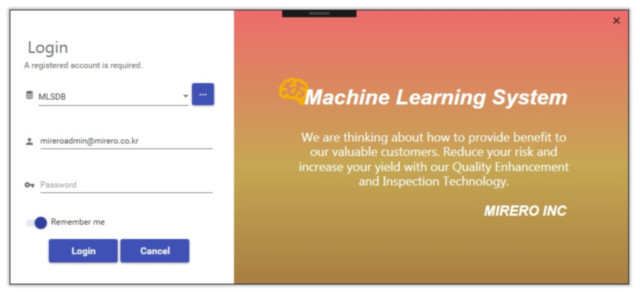 Login
A registered account is required.
MLSDB
...
mireroadmin@mirero.co.kr
Password
Remember me
Login Cancel
Machine Learning System
We are thinking about how to provide benefit to
our valuable customers. Reduce your risk and
increase your yield with our Quality Enhancement
and Inspection Technology.
MIRERO INC